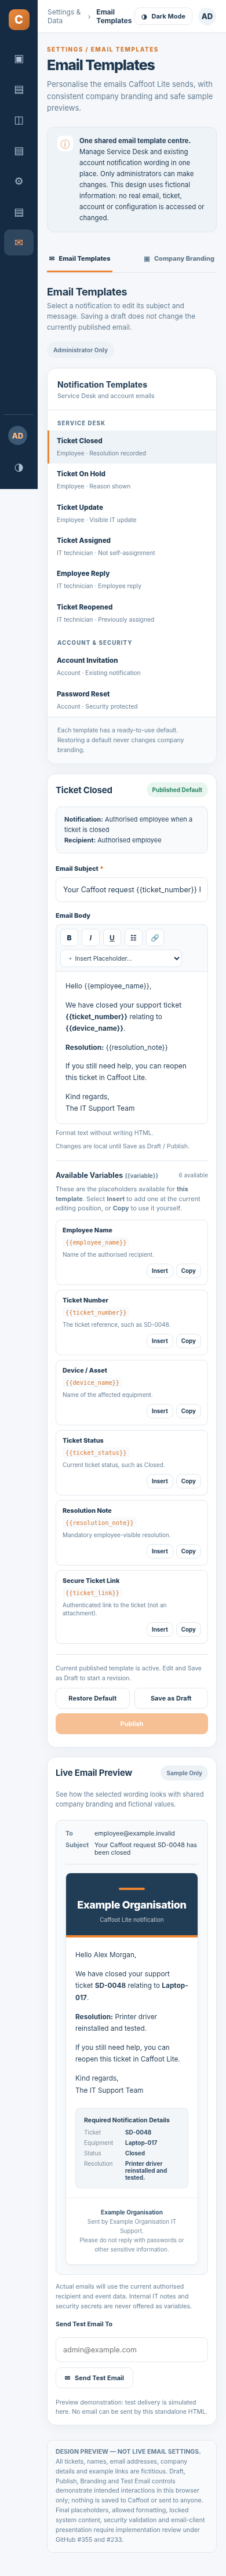 C
Settings & Data › Email Templates
Dark Mode
AD
SETTINGS / EMAIL TEMPLATES
Email Templates
Personalise the emails Caffoot Lite sends, with
consistent company branding and safe sample
previews.
One shared email template centre.
Manage Service Desk and existing
account notification wording in one
place. Only administrators can make
changes. This design uses fictional
information: no real email, ticket,
account or configuration is accessed or
changed.
Email Templates
Company Branding
Email Templates
Select a notification to edit its subject and
message. Saving a draft does not change the
currently published email.
Administrator Only
Notification Templates
Service Desk and account emails
SERVICE DESK
Ticket Closed
Employee · Resolution recorded
Ticket On Hold
Employee · Reason shown
AD
Ticket Update
Employee · Visible IT update
Ticket Assigned
IT technician · Not self-assignment
Employee Reply
IT technician · Employee reply
Ticket Reopened
IT technician · Previously assigned
ACCOUNT & SECURITY
Account Invitation
Account · Existing notification
Password Reset
Account · Security protected
Each template has a ready-to-use default.
Restoring a default never changes company
branding.
Ticket Closed
Published Default
Notification: Authorised employee when a
ticket is closed
Recipient: Authorised employee
Email Subject *
Your Caffoot request {{ticket_number}} h
Email Body
B I U
+ Insert Placeholder...
Hello {{employee_name}},
We have closed your support ticket
{{ticket_number}} relating to
{{device_name}}.
Resolution: {{resolution_note}}
If you still need help, you can reopen
this ticket in Caffoot Lite.
Kind regards,
The IT Support Team
Format text without writing HTML.
Changes are local until Save as Draft / Publish.
Available Variables {{variable}}
6 available
These are the placeholders available for this
template. Select Insert to add one at the current
editing position, or Copy to use it yourself.
Employee Name
{{employee_name}}
Name of the authorised recipient.
Insert Copy
Ticket Number
{{ticket_number}}
The ticket reference, such as SD-0048.
Insert Copy
Device / Asset
{{device_name}}
Name of the affected equipment.
Insert Copy
Ticket Status
{{ticket_status}}
Current ticket status, such as Closed.
Insert Copy
Resolution Note
{{resolution_note}}
Mandatory employee-visible resolution.
Insert Copy
Secure Ticket Link
{{ticket_link}}
Authenticated link to the ticket (not an
attachment).
Insert Copy
Current published template is active. Edit and Save
as Draft to start a revision.
Restore Default
Save as Draft
Publish
Live Email Preview
Sample Only
See how the selected wording looks with shared
company branding and fictional values.
To employee@example.invalid
Subject Your Caffoot request SD-0048 has
been closed
Example Organisation
Caffoot Lite notification
Hello Alex Morgan,
We have closed your support
ticket SD-0048 relating to Laptop-
017.
Resolution: Printer driver
reinstalled and tested.
If you still need help, you can
reopen this ticket in Caffoot Lite.
Kind regards,
The IT Support Team
Required Notification Details
Ticket SD-0048
Equipment Laptop-017
Status Closed
Resolution Printer driver
reinstalled and
tested.
Example Organisation
Sent by Example Organisation IT
Support.
Please do not reply with passwords or
other sensitive information.
Actual emails will use the current authorised
recipient and event data. Internal IT notes and
security secrets are never offered as variables.
Send Test Email To
admin@example.com
Send Test Email
Preview demonstration: test delivery is simulated
here. No email can be sent by this standalone HTML.
DESIGN PREVIEW — NOT LIVE EMAIL SETTINGS.
All tickets, names, email addresses, company
details and example links are fictitious. Draft,
Publish, Branding and Test Email controls
demonstrate intended interactions in this browser
only; nothing is saved to Caffoot or sent to anyone.
Final placeholders, allowed formatting, locked
system content, security validation and email-client
presentation require implementation review under
GitHub #355 and #233.